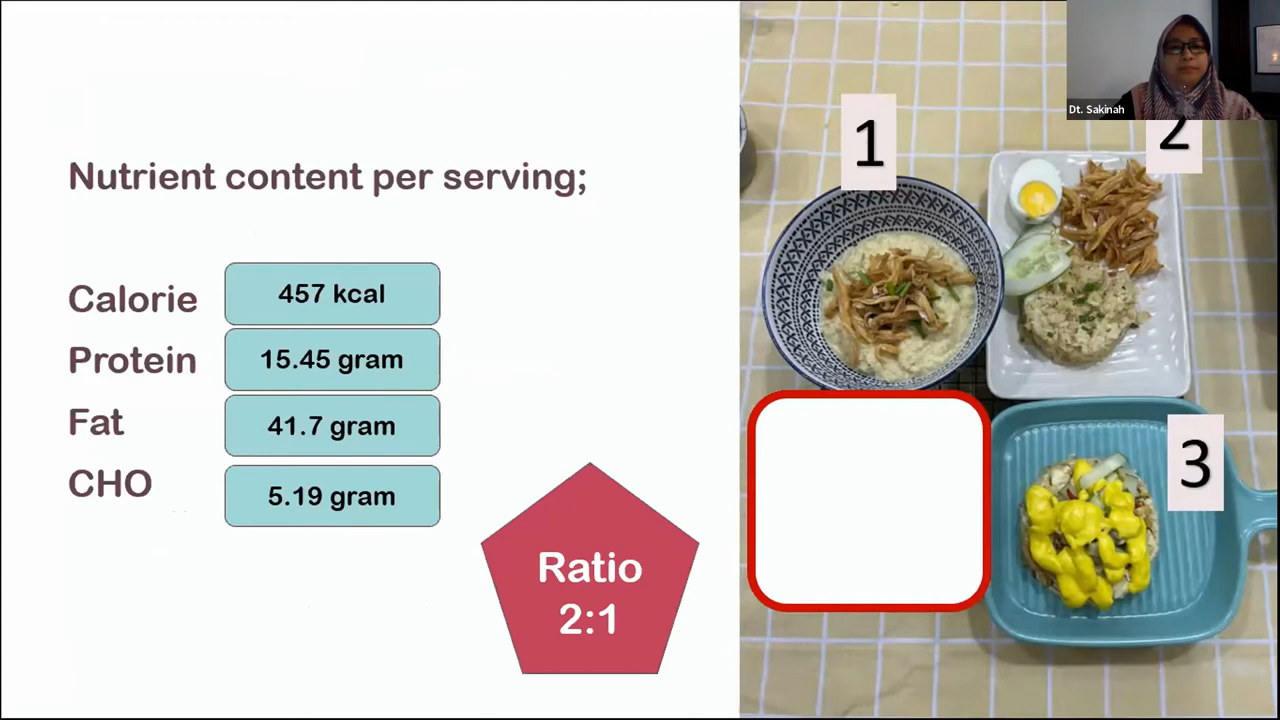 Nutrient content per serving;
Calorie 457 kcal
Protein 15.45 gram
Fat 41.7 gram
CHO 5.19 gram
Ratio
2:1
1
2
3
Dt. Sakinah